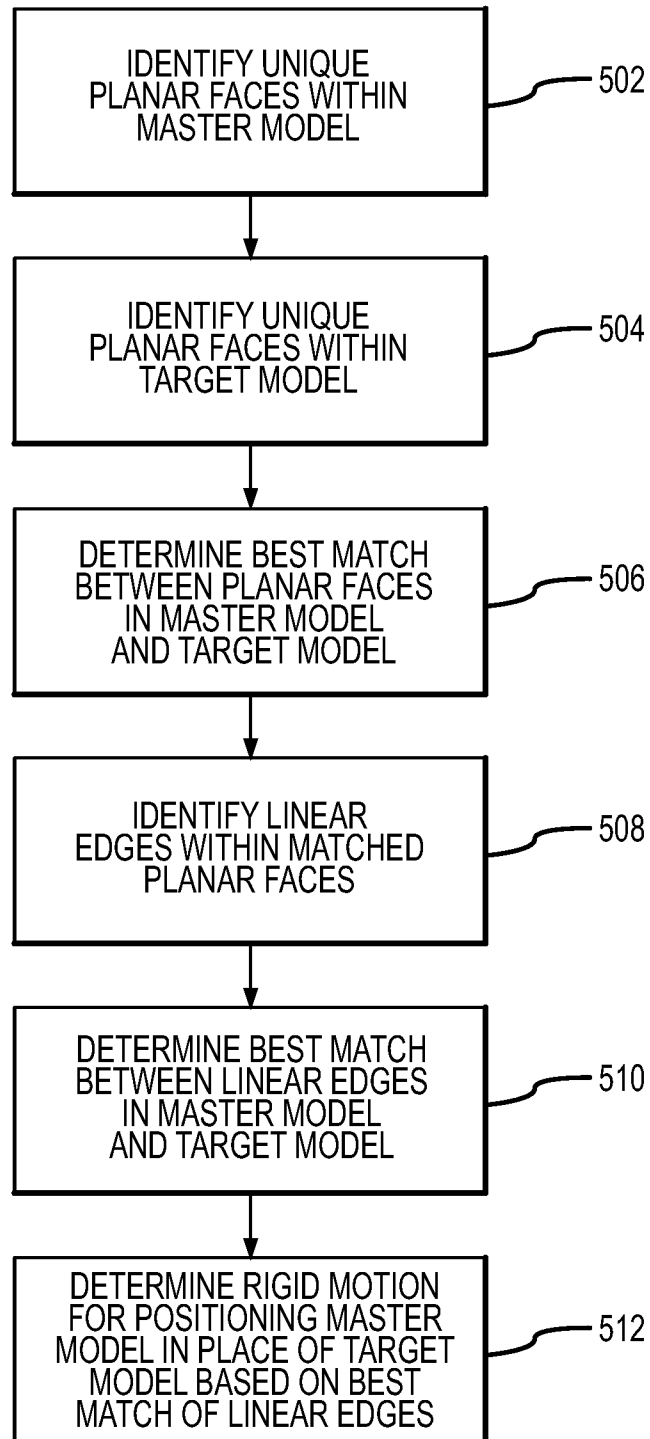 IDENTIFY UNIQUE
PLANAR FACES WITHIN
MASTER MODEL
502
IDENTIFY UNIQUE
PLANAR FACES WITHIN
TARGET MODEL
504
DETERMINE BEST MATCH
BETWEEN PLANAR FACES
IN MASTER MODEL
AND TARGET MODEL
506
IDENTIFY LINEAR
EDGES WITHIN MATCHED
PLANAR FACES
508
DETERMINE BEST MATCH
BETWEEN LINEAR EDGES
IN MASTER MODEL
AND TARGET MODEL
510
DETERMINE RIGID MOTION
FOR POSITIONING MASTER
MODEL IN PLACE OF TARGET
MODEL BASED ON BEST
MATCH OF LINEAR EDGES
512